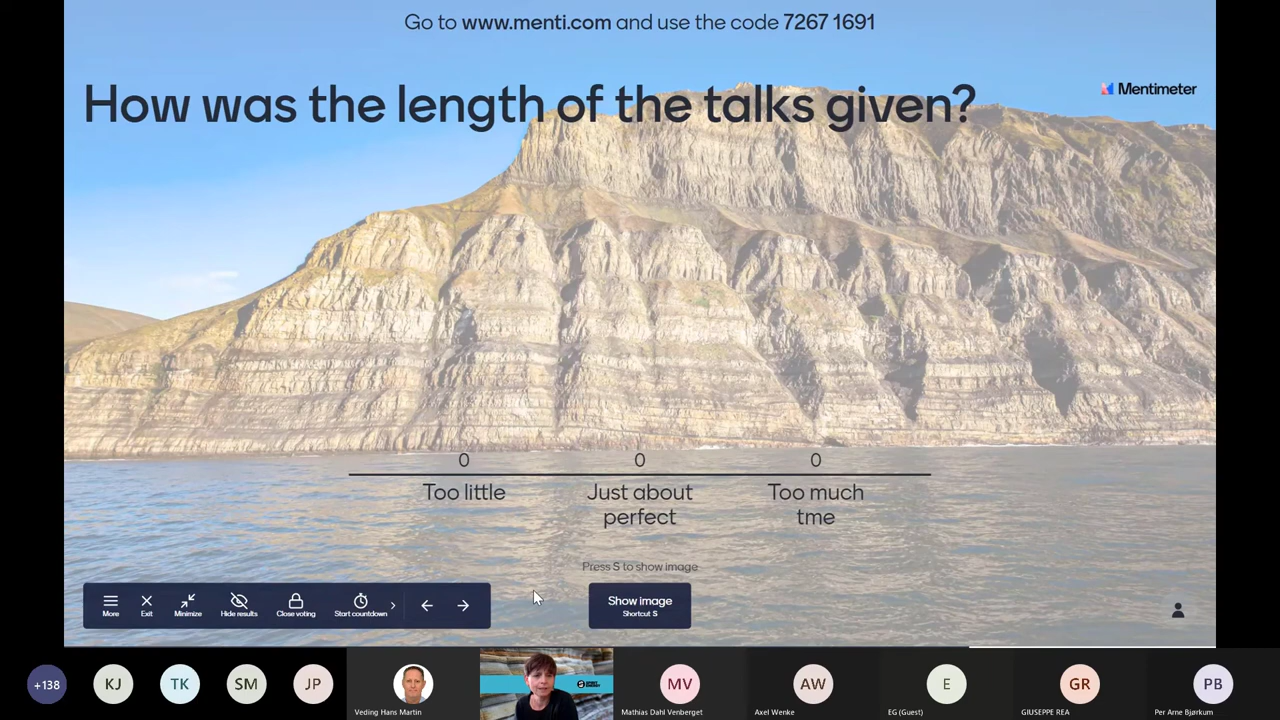 Go to www.menti.com and use the code 7267 1691
How was the length of the talks given?
Mentimeter
0
0
0
Too little
Just about
perfect
Too much
tme
Press S to show image
More
Exit
Minimize
Hide results
Close voting
Start countdown
Show image
Shortcut S
+138
KJ
TK
SM
JP
Veding Hans Martin
SPIRIT
ENERGY
MV
Mathias Dahl Venberget
AW
Axel Wenke
E
EG (Guest)
GR
GIUSEPPE REA
PB
Per Arne Bjørkum